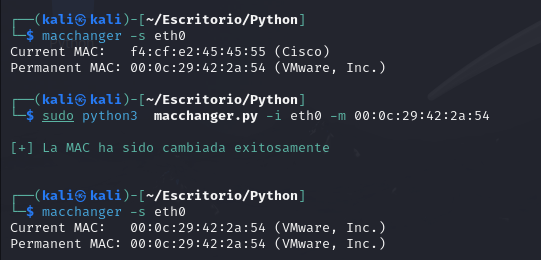 ┌──(kali㉿kali)-[~/Escritorio/Python]
└─$ macchanger -s eth0
Current MAC:   f4:cf:e2:45:45:55 (Cisco)
Permanent MAC: 00:0c:29:42:2a:54 (VMware, Inc.)
┌──(kali㉿kali)-[~/Escritorio/Python]
└─$ sudo python3  macchanger.py -i eth0 -m 00:0c:29:42:2a:54
[+] La MAC ha sido cambiada exitosamente
┌──(kali㉿kali)-[~/Escritorio/Python]
└─$ macchanger -s eth0
Current MAC:   00:0c:29:42:2a:54 (VMware, Inc.)
Permanent MAC: 00:0c:29:42:2a:54 (VMware, Inc.)